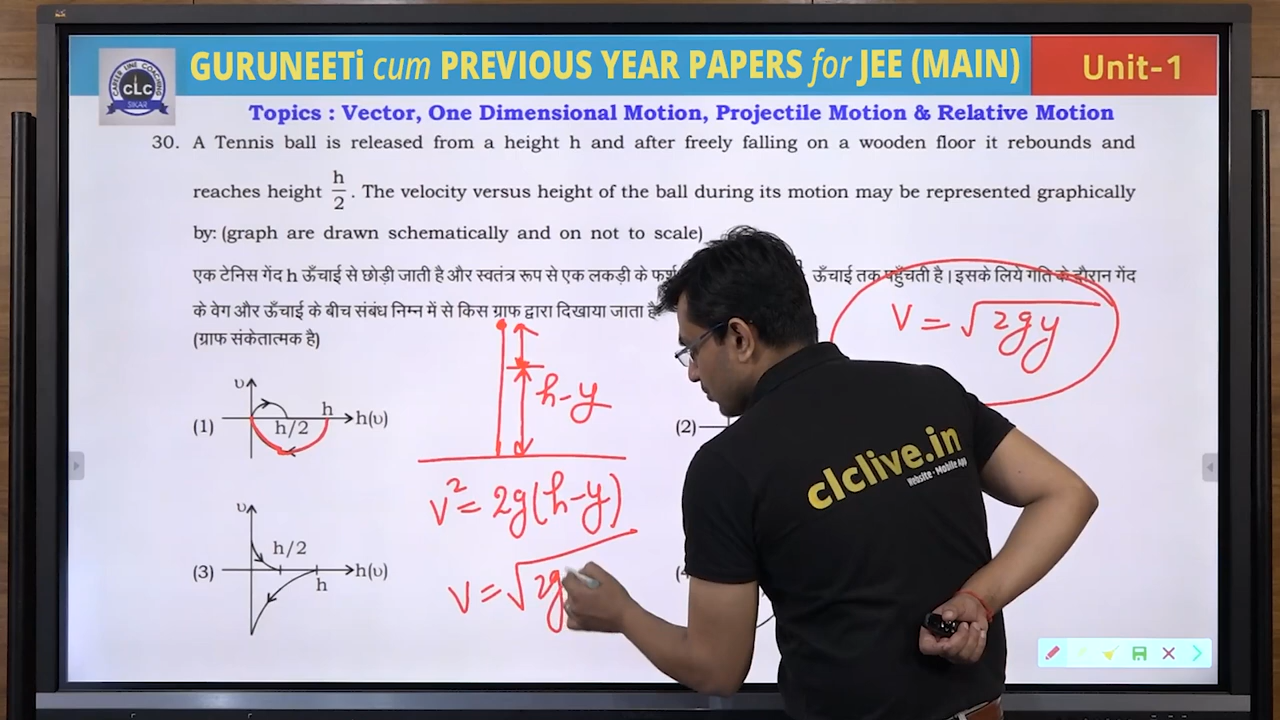 GURUNEETi cum PREVIOUS YEAR PAPERS for JEE (MAIN)
Unit-1
CAREER LINE COACHING
CLC
SIKAR
Topics : Vector, One Dimensional Motion, Projectile Motion & Relative Motion
30. A Tennis ball is released from a height h and after freely falling on a wooden floor it rebounds and
reaches height h/2. The velocity versus height of the ball during its motion may be represented graphically
by: (graph are drawn schematically and on not to scale)
एक टेनिस गेंद h ऊँचाई से छोड़ी जाती है और स्वतंत्र रूप से एक लकड़ी के ऊँचाई तक पहुँचती है। इसके लिये गति के दौरान गेंद
के वेग और ऊँचाई के बीच संबंध निम्न में से किस ग्राफ द्वारा दिखाया जाता
(ग्राफ संकेतात्मक है)
V = √2gy
(1)
υ
h
h/2
h(υ)
h-y
(2)
V² = 2g(h-y)
V = √2g
(3)
υ
h/2
h
h(υ)
clclive.in
Website - Mobile App